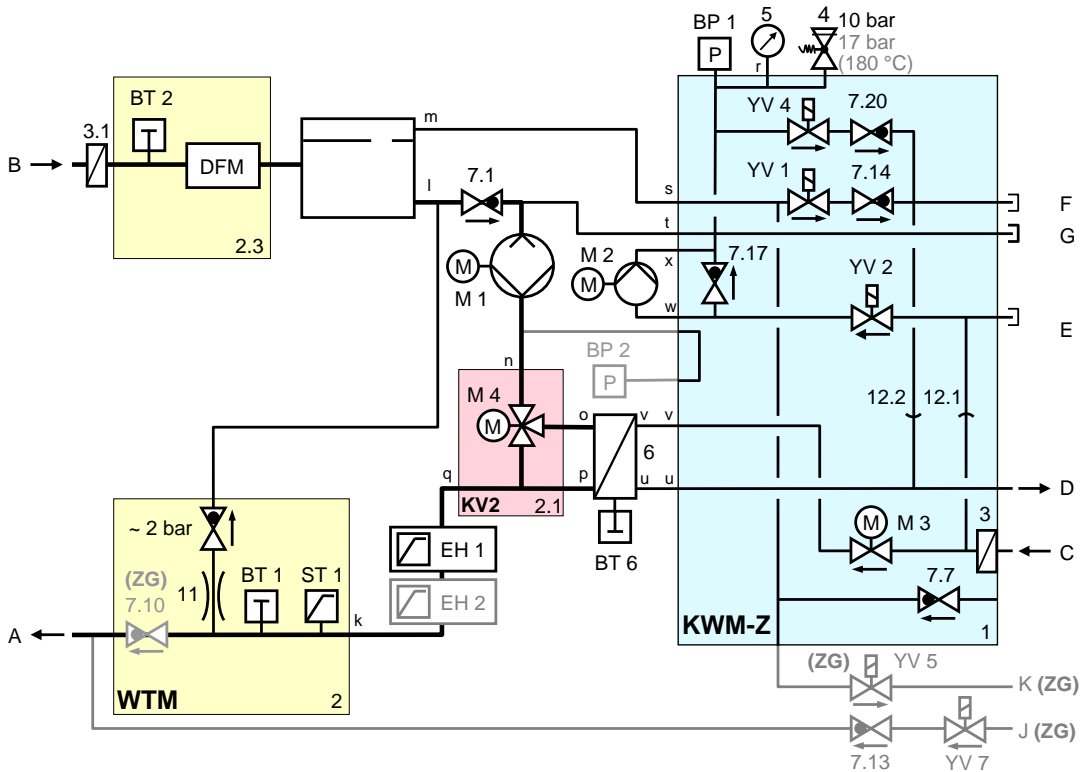 BP 1
5
4
10 bar
17 bar
(180 °C)
P
r
BT 2
3.1
m
YV 4
7.20
B
DFM
l
7.1
YV 1
7.14
s
F
t
G
2.3
M
M 1
M 2
M
x
7.17
YV 2
w
E
n
BP 2
P
M 4
M
o
v
v
12.2
12.1
6
q
p
u
u
D
KV2
2.1
~ 2 bar
EH 1
BT 6
M
M 3
3
C
(ZG)
7.10
11
BT 1
ST 1
EH 2
7.7
k
A
KWM-Z
1
WTM
2
(ZG)
YV 5
K (ZG)
J (ZG)
7.13
YV 7